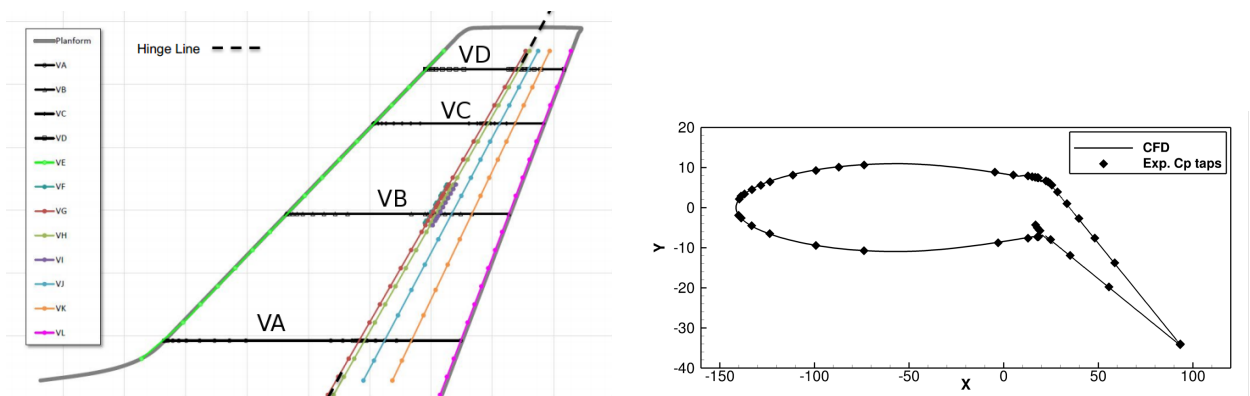 Planform
VA
VB
VC
VD
VE
VF
VG
VH
VI
VJ
VK
VL
Hinge Line
VD
VC
VB
VA
20
10
0
-10
-20
-30
-40
Y
-150
-100
-50
0
50
100
X
CFD
Exp. Cp taps